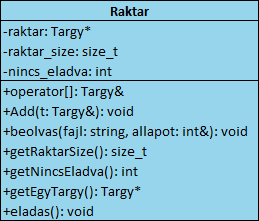 Raktar
-raktar: Targy*
-raktar_size: size_t
-nincs_eladva: int
+operator[]: Targy&
+Add(t: Targy&): void
+beolvas(fajl: string, allapot: int&): void
+getRaktarSize(): size_t
+getNincsEladva(): int
+getEgyTargy(): Targy*
+eladas(): void